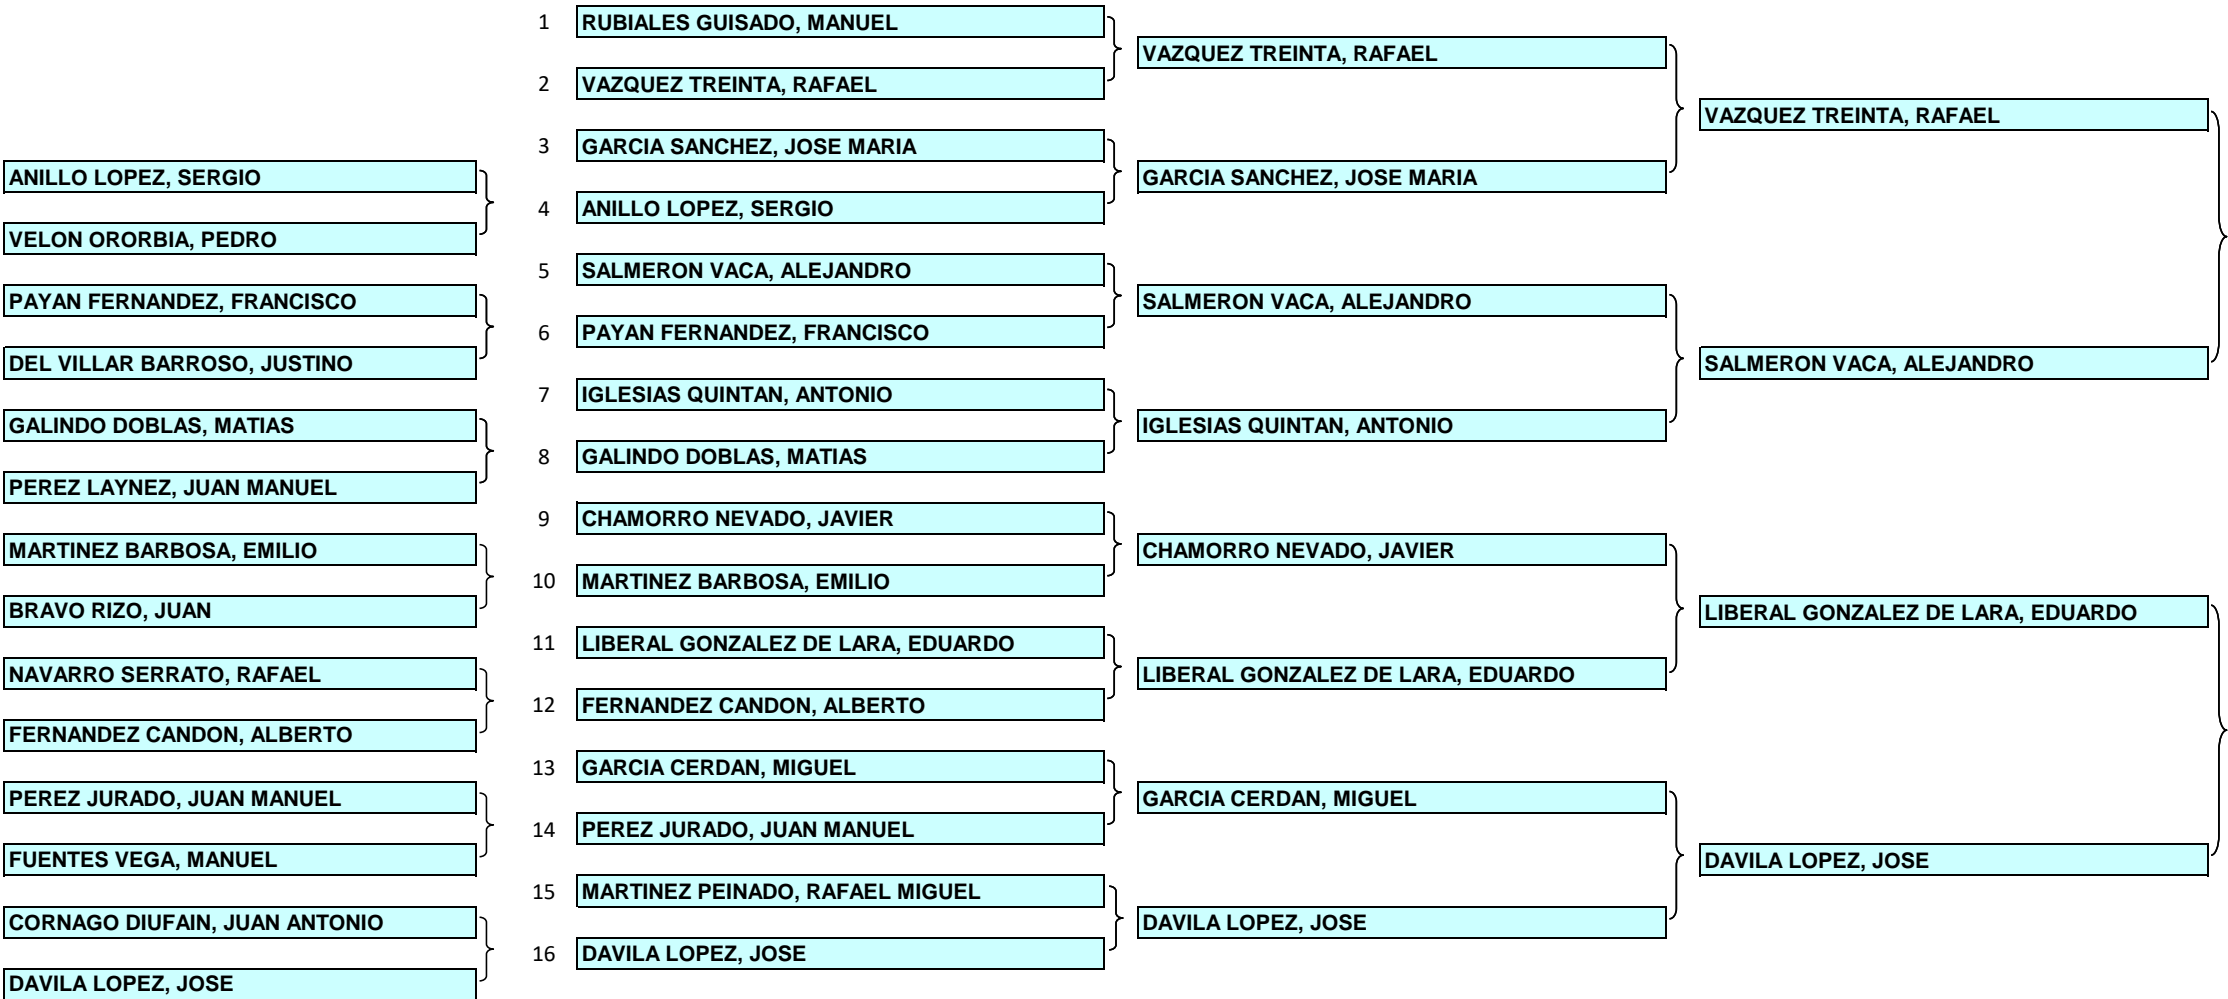 ANILLO LOPEZ, SERGIO
VELON ORORBIA, PEDRO
PAYAN FERNANDEZ, FRANCISCO
DEL VILLAR BARROSO, JUSTINO
GALINDO DOBLAS, MATIAS
PEREZ LAYNEZ, JUAN MANUEL
MARTINEZ BARBOSA, EMILIO
BRAVO RIZO, JUAN
NAVARRO SERRATO, RAFAEL
FERNANDEZ CANDON, ALBERTO
PEREZ JURADO, JUAN MANUEL
FUENTES VEGA, MANUEL
CORNAGO DIUFAIN, JUAN ANTONIO
DAVILA LOPEZ, JOSE
1 RUBIALES GUISADO, MANUEL
2 VAZQUEZ TREINTA, RAFAEL
3 GARCIA SANCHEZ, JOSE MARIA
4 ANILLO LOPEZ, SERGIO
5 SALMERON VACA, ALEJANDRO
6 PAYAN FERNANDEZ, FRANCISCO
7 IGLESIAS QUINTAN, ANTONIO
8 GALINDO DOBLAS, MATIAS
9 CHAMORRO NEVADO, JAVIER
10 MARTINEZ BARBOSA, EMILIO
11 LIBERAL GONZALEZ DE LARA, EDUARDO
12 FERNANDEZ CANDON, ALBERTO
13 GARCIA CERDAN, MIGUEL
14 PEREZ JURADO, JUAN MANUEL
15 MARTINEZ PEINADO, RAFAEL MIGUEL
16 DAVILA LOPEZ, JOSE
VAZQUEZ TREINTA, RAFAEL
GARCIA SANCHEZ, JOSE MARIA
SALMERON VACA, ALEJANDRO
IGLESIAS QUINTAN, ANTONIO
CHAMORRO NEVADO, JAVIER
LIBERAL GONZALEZ DE LARA, EDUARDO
GARCIA CERDAN, MIGUEL
DAVILA LOPEZ, JOSE
VAZQUEZ TREINTA, RAFAEL
SALMERON VACA, ALEJANDRO
LIBERAL GONZALEZ DE LARA, EDUARDO
DAVILA LOPEZ, JOSE